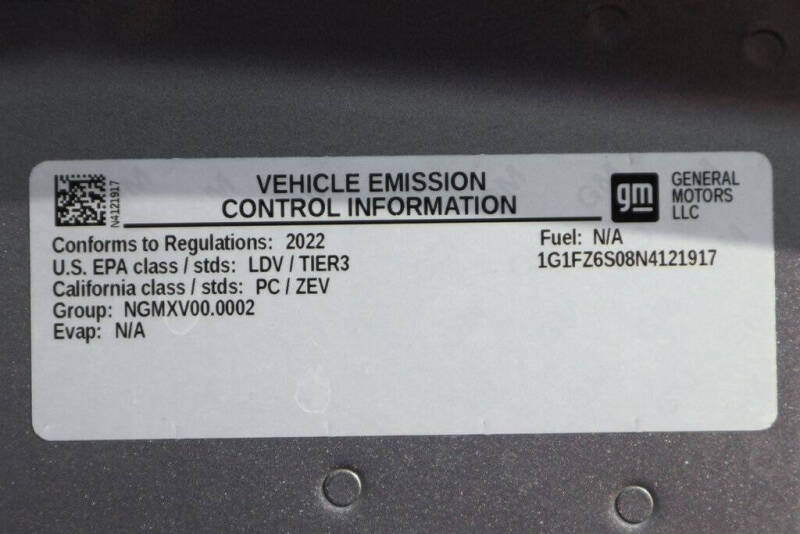 N4121917
VEHICLE EMISSION
CONTROL INFORMATION
gm
GENERAL
MOTORS
LLC
Conforms to Regulations: 2022
U.S. EPA class / stds: LDV / TIER3
California class / stds: PC / ZEV
Group: NGMXV00.0002
Evap: N/A
Fuel: N/A
1G1FZ6S08N4121917